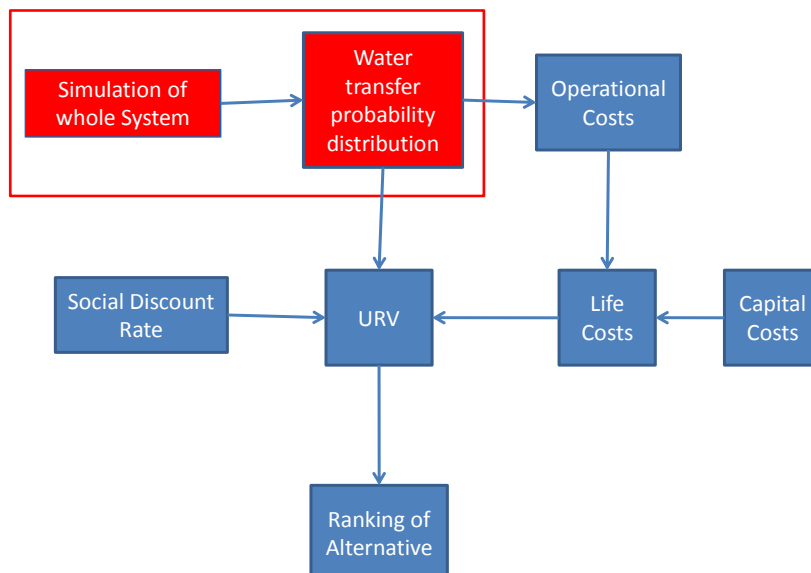 Simulation of
whole System
Water
transfer
probability
distribution
Operational
Costs
Social Discount
Rate
URV
Life
Costs
Capital
Costs
Ranking of
Alternative